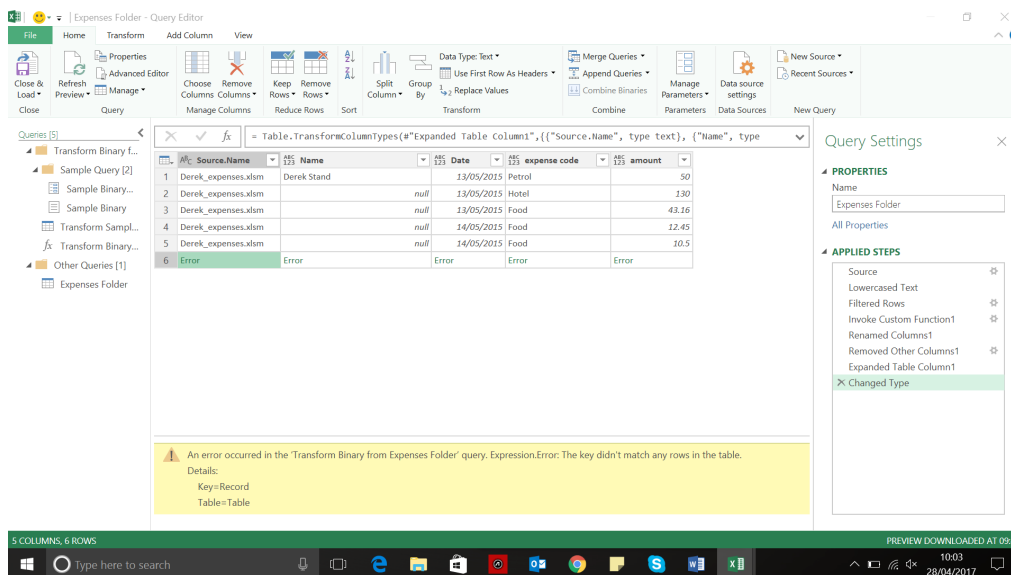 Expenses Folder - Query Editor
File Home Transform Add Column View
Close & Load
Close
Refresh Preview
Properties
Advanced Editor
Manage
Query
Choose Columns
Remove Columns
Manage Columns
Keep Rows
Remove Rows
Reduce Rows
Sort
Split Column
Group By
Data Type: Text
Use First Row As Headers
Replace Values
Transform
Merge Queries
Append Queries
Combine Binaries
Combine
Manage Parameters
Parameters
Data source settings
Data Sources
New Source
Recent Sources
New Query
Queries [5]
Transform Binary f...
Sample Query [2]
Sample Binary...
Sample Binary
Transform Sampl...
fx Transform Binary...
Other Queries [1]
Expenses Folder
fx = Table.TransformColumnTypes(#"Expanded Table Column1",{{"Source.Name", type text}, {"Name", type
ABC Source.Name ABC 123 Name ABC 123 Date ABC 123 expense code ABC 123 amount
1 Derek_expenses.xlsm Derek Stand 13/05/2015 Petrol 50
2 Derek_expenses.xlsm null 13/05/2015 Hotel 130
3 Derek_expenses.xlsm null 13/05/2015 Food 43.16
4 Derek_expenses.xlsm null 14/05/2015 Food 12.45
5 Derek_expenses.xlsm null 14/05/2015 Food 10.5
6 Error Error Error Error Error
An error occurred in the 'Transform Binary from Expenses Folder' query. Expression.Error: The key didn't match any rows in the table.
Details:
Key=Record
Table=Table
Query Settings
PROPERTIES
Name
Expenses Folder
All Properties
APPLIED STEPS
Source
Lowercased Text
Filtered Rows
Invoke Custom Function1
Renamed Columns1
Removed Other Columns1
Expanded Table Column1
Changed Type
5 COLUMNS, 6 ROWS
PREVIEW DOWNLOADED AT 09:
Type here to search
10:03
28/04/2017